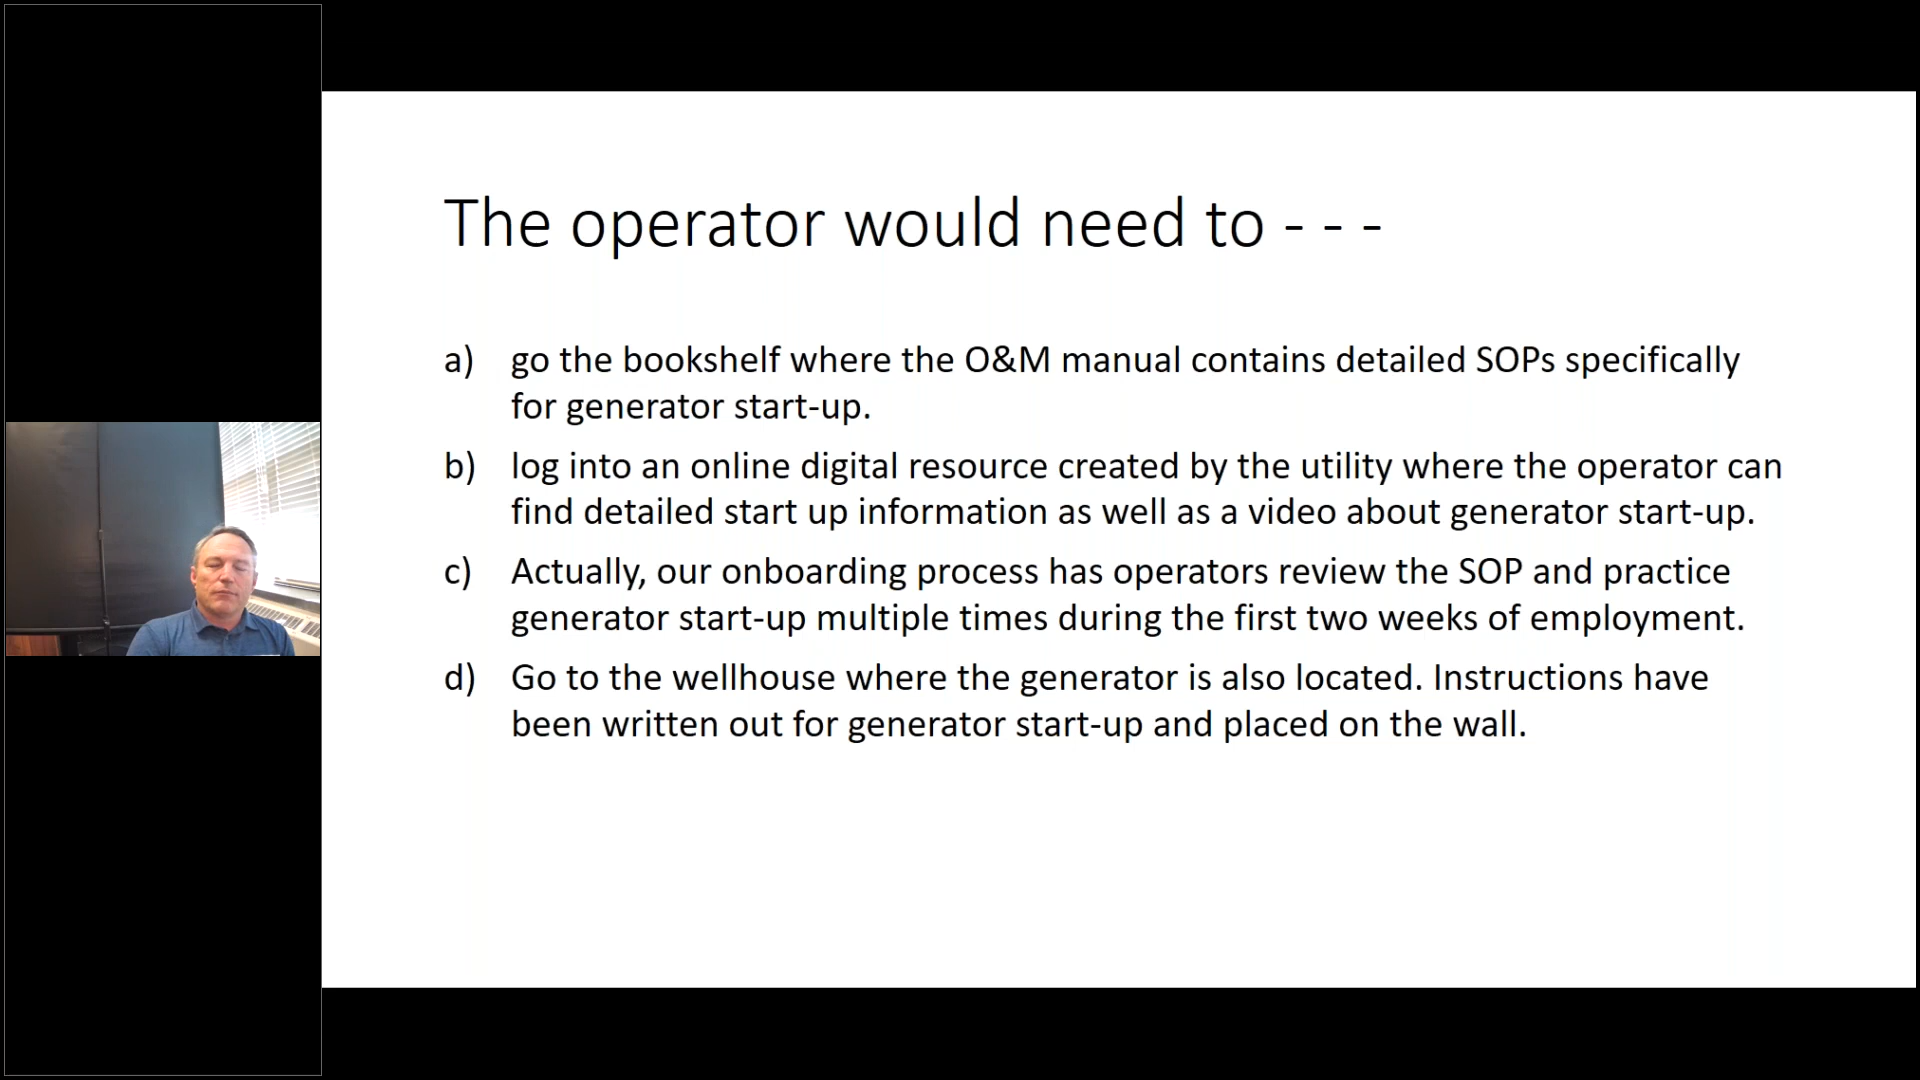 The operator would need to - - -
a) go the bookshelf where the O&M manual contains detailed SOPs specifically
for generator start-up.
b) log into an online digital resource created by the utility where the operator can
find detailed start up information as well as a video about generator start-up.
c) Actually, our onboarding process has operators review the SOP and practice
generator start-up multiple times during the first two weeks of employment.
d) Go to the wellhouse where the generator is also located. Instructions have
been written out for generator start-up and placed on the wall.